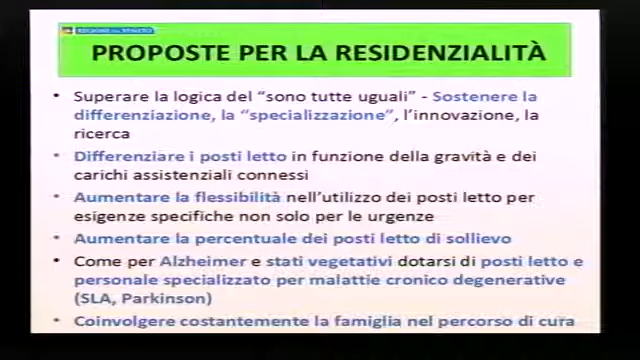 REGIONE DEL VENETO
PROPOSTE PER LA RESIDENZIALITÀ
• Superare la logica del “sono tutte uguali” - Sostenere la
differenziazione, la “specializzazione”, l’innovazione, la
ricerca
• Differenziare i posti letto in funzione della gravità e dei
carichi assistenziali connessi
• Aumentare la flessibilità nell’utilizzo dei posti letto per
esigenze specifiche non solo per le urgenze
• Aumentare la percentuale dei posti letto di sollievo
• Come per Alzheimer e stati vegetativi dotarsi di posti letto e
personale specializzato per malattie cronico degenerative
(SLA, Parkinson)
• Coinvolgere costantemente la famiglia nel percorso di cura